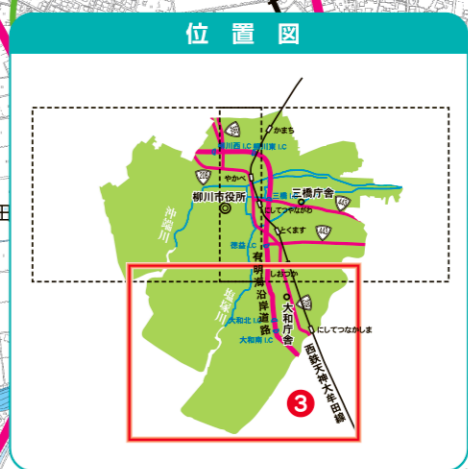 位置図
かまち
柳川西 I.C
柳川東 I.C
やかべ
三橋 I.C
三橋庁舎
柳川市役所
にしてつやながわ
443
とくます
沖端川
徳益 I.C
しおつか
有明海沿岸道路
塩塚川
大和北 I.C
大和庁舎
大和南 I.C
にしてつなかしま
西鉄天神大牟田線
3
田